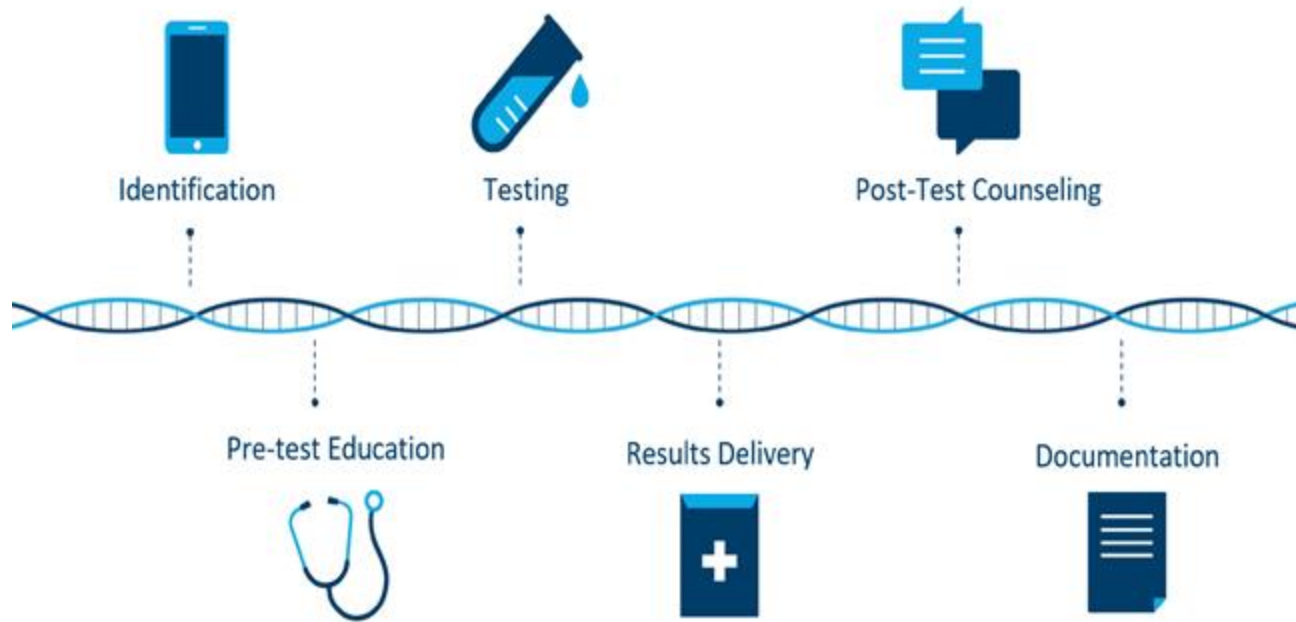 Identification
Testing
Post-Test Counseling
Pre-test Education
Results Delivery
Documentation